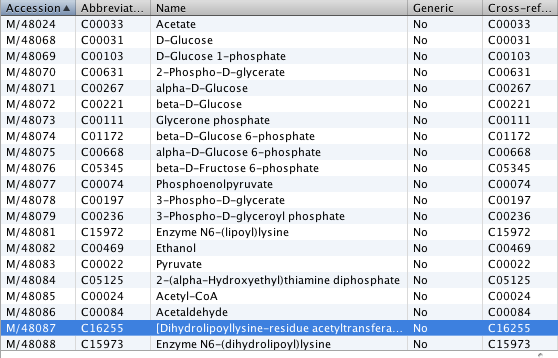 Accession Abbreviat... Name Generic Cross-ref...
M/48024 C00033 Acetate No C00033
M/48068 C00031 D-Glucose No C00031
M/48069 C00103 D-Glucose 1-phosphate No C00103
M/48070 C00631 2-Phospho-D-glycerate No C00631
M/48071 C00267 alpha-D-Glucose No C00267
M/48072 C00221 beta-D-Glucose No C00221
M/48073 C00111 Glycerone phosphate No C00111
M/48074 C01172 beta-D-Glucose 6-phosphate No C01172
M/48075 C00668 alpha-D-Glucose 6-phosphate No C00668
M/48076 C05345 beta-D-Fructose 6-phosphate No C05345
M/48077 C00074 Phosphoenolpyruvate No C00074
M/48078 C00197 3-Phospho-D-glycerate No C00197
M/48079 C00236 3-Phospho-D-glyceroyl phosphate No C00236
M/48081 C15972 Enzyme N6-(lipoyl)lysine No C15972
M/48082 C00469 Ethanol No C00469
M/48083 C00022 Pyruvate No C00022
M/48084 C05125 2-(alpha-Hydroxyethyl)thiamine diphosphate No C05125
M/48085 C00024 Acetyl-CoA No C00024
M/48086 C00084 Acetaldehyde No C00084
M/48087 C16255 [Dihydrolipoyllysine-residue acetyltransfera... No C16255
M/48088 C15973 Enzyme N6-(dihydrolipoyl)lysine No C15973